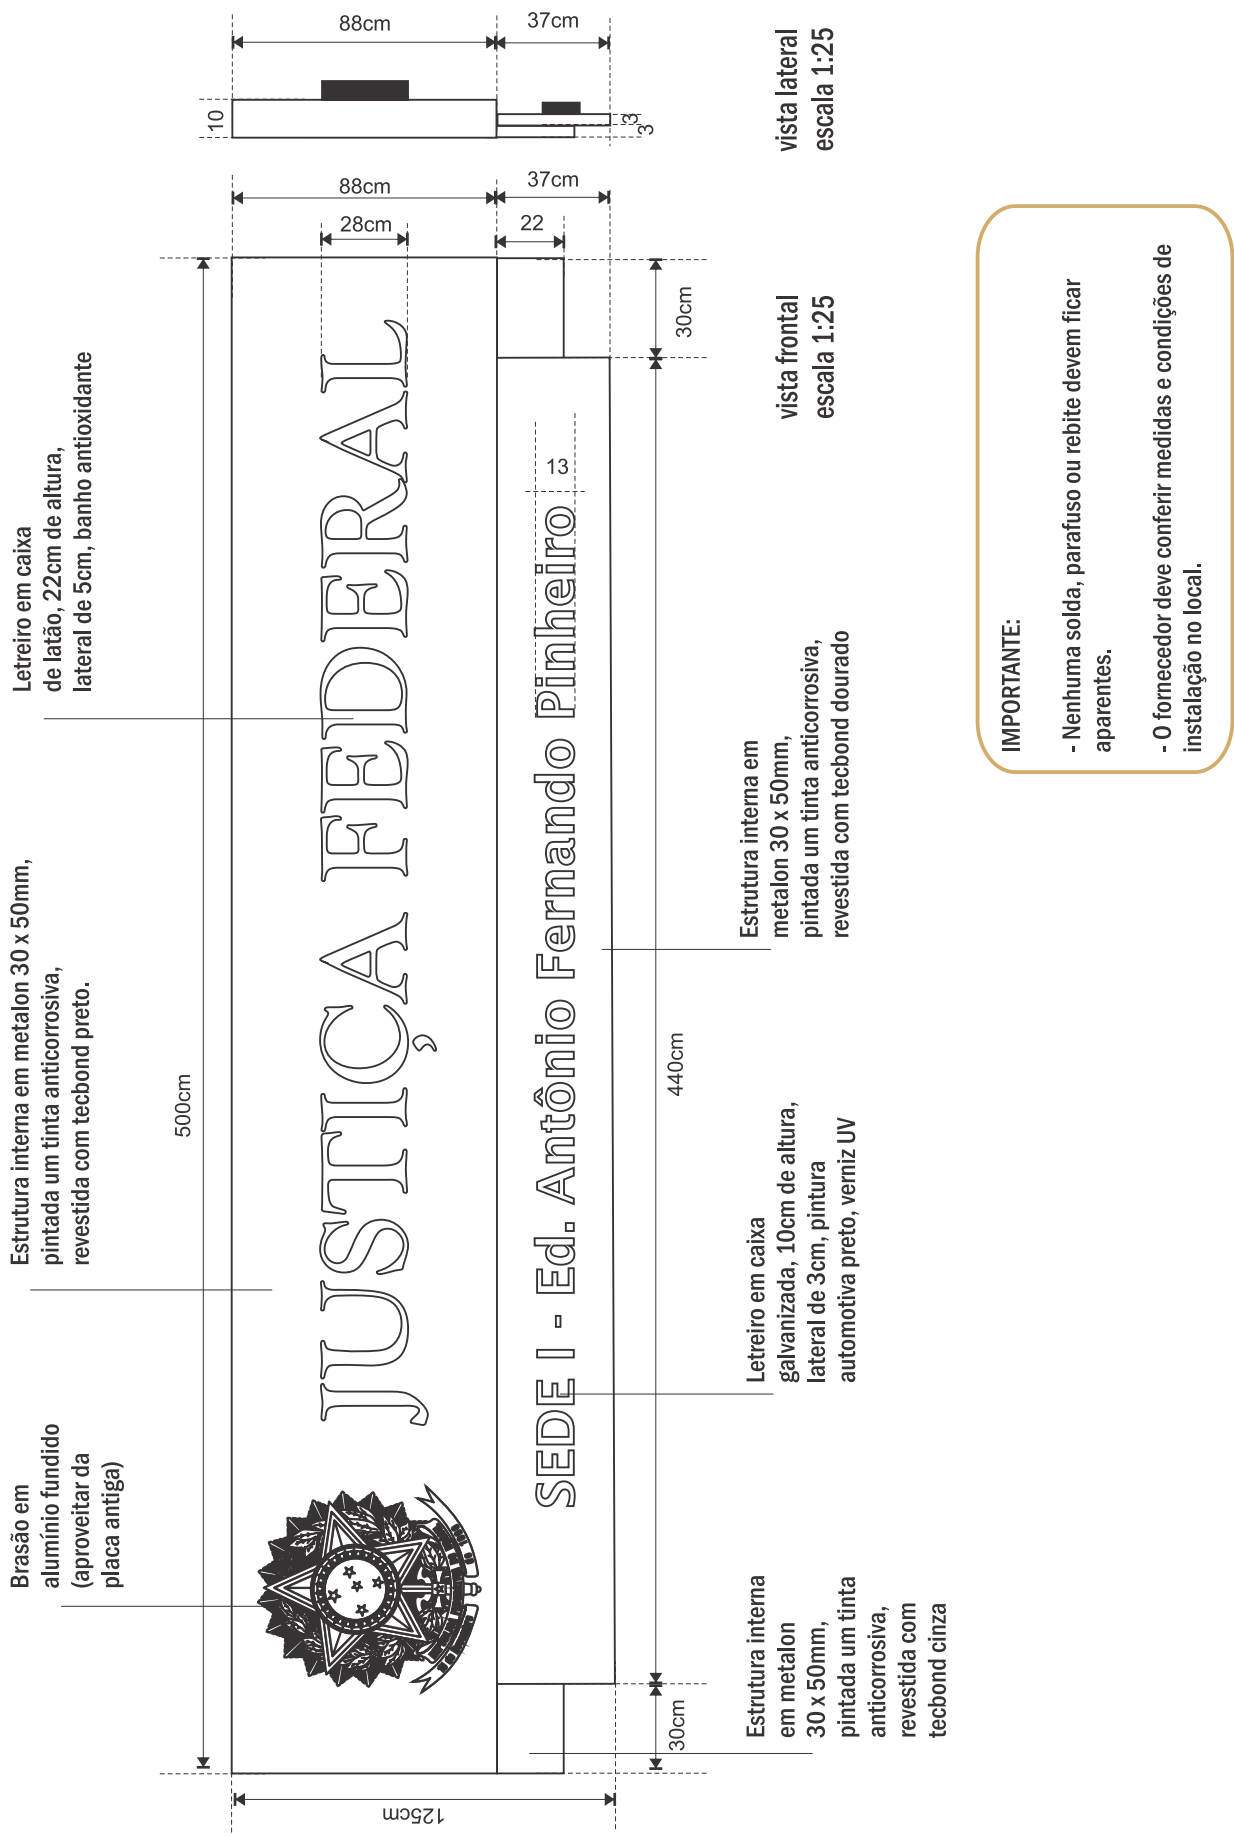 Brasão em
alumínio fundido
(aproveitar da
placa antiga)
Estrutura interna em metalon 30 x 50mm,
pintada um tinta anticorrosiva,
revestida com tecbond preto.
Letreiro em caixa
de latão, 22cm de altura,
lateral de 5cm, banho antioxidante
500cm
125cm
JUSTIÇA FEDERAL
SEDE I - Ed. Antônio Fernando Pinheiro
28cm
88cm
22
37cm
13
30cm
440cm
30cm
88cm
37cm
10
3
3
Estrutura interna
em metalon
30 x 50mm,
pintada um tinta
anticorrosiva,
revestida com
tecbond cinza
Letreiro em caixa
galvanizada, 10cm de altura,
lateral de 3cm, pintura
automotiva preto, verniz UV
Estrutura interna em
metalon 30 x 50mm,
pintada um tinta anticorrosiva,
revestida com tecbond dourado
vista frontal
escala 1:25
vista lateral
escala 1:25
IMPORTANTE:
- Nenhuma solda, parafuso ou rebite devem ficar
aparentes.
- O fornecedor deve conferir medidas e condições de
instalação no local.